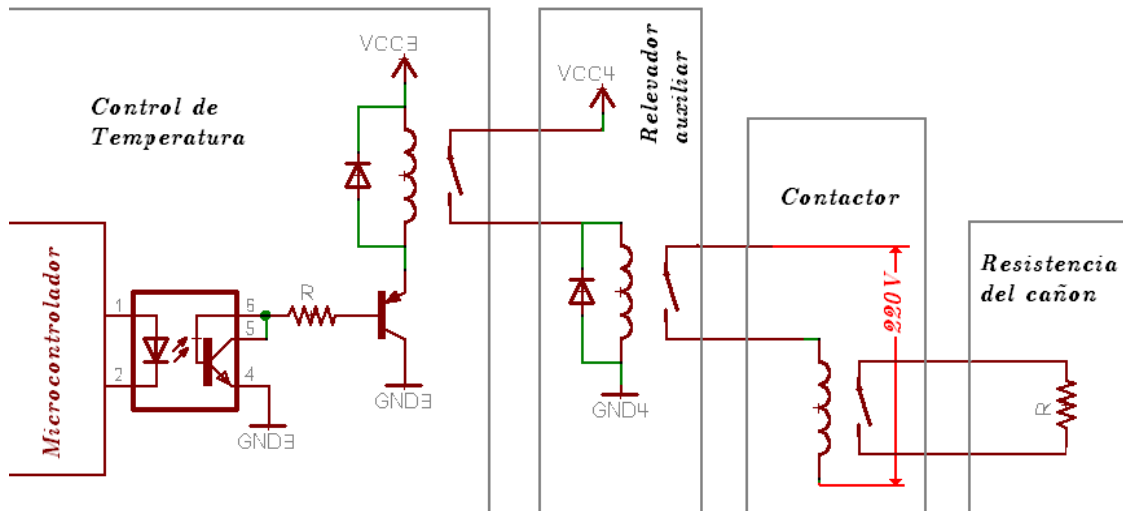 VCC3
Control de
Temperatura
Microcontrolador
1
2
6
5
4
R
GND3
GND3
VCC4
Relevador
auxiliar
GND4
Contactor
220V
Resistencia
del cañon
R